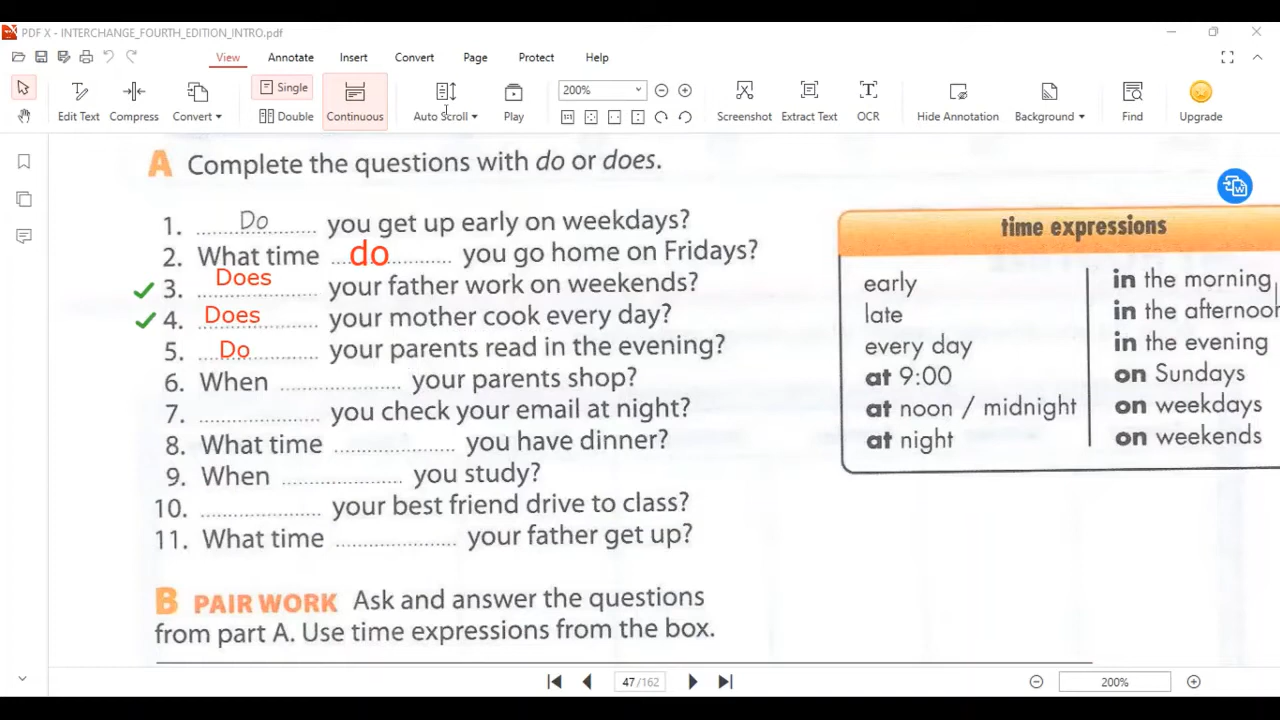 PDF X - INTERCHANGE_FOURTH_EDITION_INTRO.pdf
View Annotate Insert Convert Page Protect Help
Single 200%
Double
Edit Text Compress Convert Continuous Auto Scroll Play Screenshot Extract Text OCR Hide Annotation Background Find Upgrade
A Complete the questions with do or does.
1. Do you get up early on weekdays?
2. What time do you go home on Fridays?
3. Does your father work on weekends?
4. Does your mother cook every day?
5. Do your parents read in the evening?
6. When ............ your parents shop?
7. ............ you check your email at night?
8. What time ............ you have dinner?
9. When ............ you study?
10. ............ your best friend drive to class?
11. What time ............ your father get up?
time expressions
early
late
every day
at 9:00
at noon / midnight
at night
in the morning
in the afternoon
in the evening
on Sundays
on weekdays
on weekends
B PAIR WORK Ask and answer the questions
from part A. Use time expressions from the box.
47 /162
200%